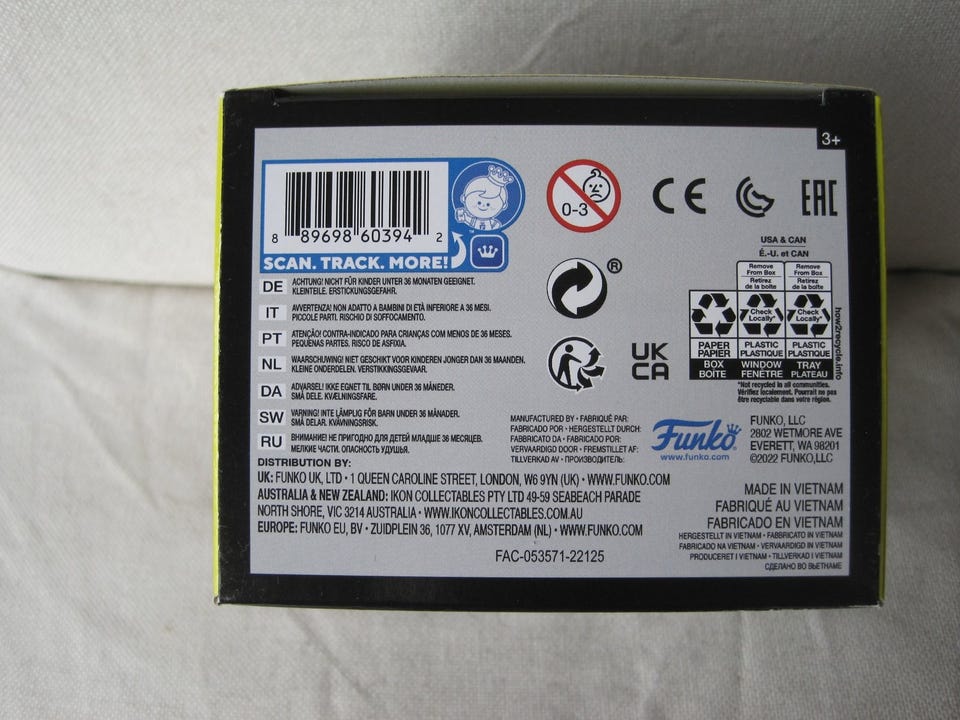 3+
8 89698 60394 2
™
SCAN. TRACK. MORE!
0-3
CE
EAC
®
UK
CA
USA & CAN
É.-U. et CAN
Remove From Box
Retirez de la boîte
Remove From Box
Retirez de la boîte
Check Locally*
Check Locally*
PAPER
PAPIER
BOX
BOÎTE
PLASTIC
PLASTIQUE
WINDOW
FENÊTRE
PLASTIC
PLASTIQUE
TRAY
PLATEAU
how2recycle.info
*Not recycled in all communities.
Vérifiez localement. Pourrait ne pas
être recyclable dans votre région.
DE ACHTUNG! NICHT FÜR KINDER UNTER 36 MONATEN GEEIGNET.
KLEINTEILE. ERSTICKUNGSGEFAHR.
IT AVVERTENZA! NON ADATTO A BAMBINI DI ETÀ INFERIORE A 36 MESI.
PICCOLE PARTI. RISCHIO DI SOFFOCAMENTO.
PT ATENÇÃO! CONTRA-INDICADO PARA CRIANÇAS COM MENOS DE 36 MESES.
PEQUENAS PARTES. RISCO DE ASFIXIA.
NL WAARSCHUWING! NIET GESCHIKT VOOR KINDEREN JONGER DAN 36 MAANDEN.
KLEINE ONDERDELEN. VERSTIKKINGSGEVAAR.
DA ADVARSEL! IKKE EGNET TIL BØRN UNDER 36 MÅNEDER.
SMÅ DELE. KVÆLNINGSFARE.
SW VARNING! INTE LÄMPLIG FÖR BARN UNDER 36 MÅNADER.
SMÅ DELAR. KVÄVNINGSRISK.
RU ВНИМАНИЕ НЕ ПРИГОДНО ДЛЯ ДЕТЕЙ МЛАДШЕ 36 МЕСЯЦЕВ.
МЕЛКИЕ ЧАСТИ. ОПАСНОСТЬ УДУШЬЯ.
MANUFACTURED BY • FABRIQUÉ PAR:
FABRICADO POR • HERGESTELLT DURCH:
FABRICATO DA • FABRICADO POR:
VERVAARDIGD DOOR • FREMSTILLET AF:
TILLVERKAD AV • ПРОИЗВОДИТЕЛЬ:
Funko®
www.funko.com
FUNKO, LLC
2802 WETMORE AVE
EVERETT, WA 98201
©2022 FUNKO,LLC
DISTRIBUTION BY:
UK: FUNKO UK, LTD • 1 QUEEN CAROLINE STREET, LONDON, W6 9YN (UK) • WWW.FUNKO.COM
AUSTRALIA & NEW ZEALAND: IKON COLLECTABLES PTY LTD 49-59 SEABEACH PARADE
NORTH SHORE, VIC 3214 AUSTRALIA • WWW.IKONCOLLECTABLES.COM.AU
EUROPE: FUNKO EU, BV • ZUIDPLEIN 36, 1077 XV, AMSTERDAM (NL) • WWW.FUNKO.COM
FAC-053571-22125
MADE IN VIETNAM
FABRIQUÉ AU VIETNAM
FABRICADO EN VIETNAM
HERGESTELLT IN VIETNAM • FABBRICATO IN VIETNAM
FABRICADO NA VIETNAM • VERVAARDIGD IN VIETNAM
PRODUCERET I VIETNAM • TILLVERKAD I VIETNAM
СДЕЛАНО ВО ВЬЕТНАМЕ